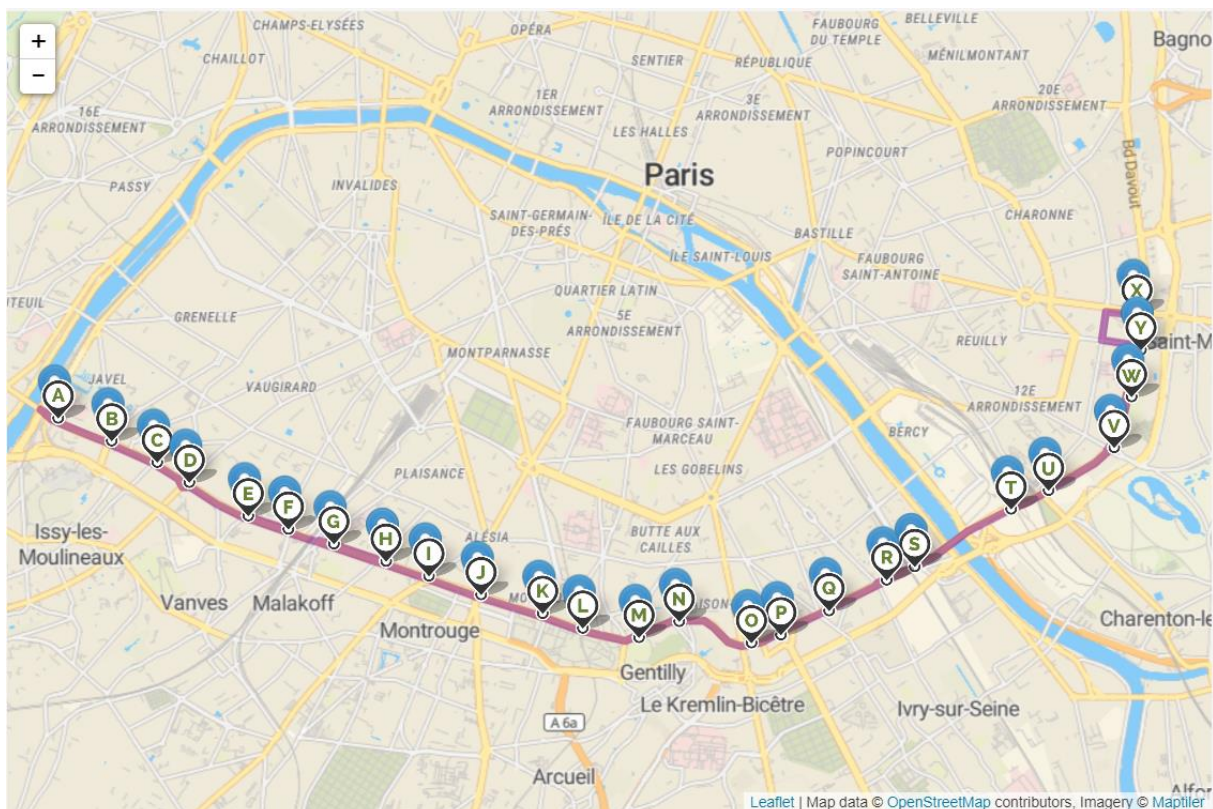 +
−
CHAMPS-ELYSÉES
OPÉRA
FAUBOURG
DU TEMPLE
BELLEVILLE
Bagno
CHAILLOT
SENTIER
RÉPUBLIQUE
MÉNILMONTANT
16E
ARRONDISSEMENT
1ER
ARRONDISSEMENT
3E
ARRONDISSEMENT
20E
ARRONDISSEMENT
LES HALLES
POPINCOURT
Bd Davout
PASSY
INVALIDES
Paris
SAINT-GERMAIN-
DES-PRÉS
ÎLE DE LA CITÉ
CHARONNE
BASTILLE
ÎLE SAINT-LOUIS
FAUBOURG
SAINT-ANTOINE
QUARTIER LATIN
X
UTEUIL
GRENELLE
5E
ARRONDISSEMENT
Y
REUILLY
Saint-M
MONTPARNASSE
JAVEL
VAUGIRARD
W
12E
ARRONDISSEMENT
A
B
C
D
FAUBOURG SAINT-
MARCEAU
BERCY
V
PLAISANCE
LES GOBELINS
E
F
G
H
I
J
T
U
Issy-les-
Moulineaux
ALÉSIA
BUTTE AUX
CAILLES
K
L
M
N
O
P
Q
R
S
MO
ISON-
Vanves
Malakoff
Montrouge
Charenton-le
Gentilly
Le Kremlin-Bicêtre
Ivry-sur-Seine
A 6a
Arcueil
Alfor
Leaflet | Map data © OpenStreetMap contributors, Imagery © Maptiler